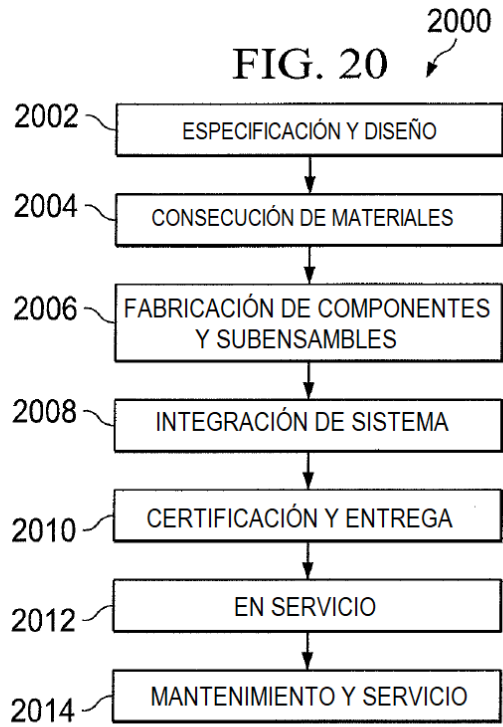 2000
FIG. 20
2002
ESPECIFICACIÓN Y DISEÑO
2004
CONSECUCIÓN DE MATERIALES
2006
FABRICACIÓN DE COMPONENTES
Y SUBENSAMBLES
2008
INTEGRACIÓN DE SISTEMA
2010
CERTIFICACIÓN Y ENTREGA
2012
EN SERVICIO
2014
MANTENIMIENTO Y SERVICIO